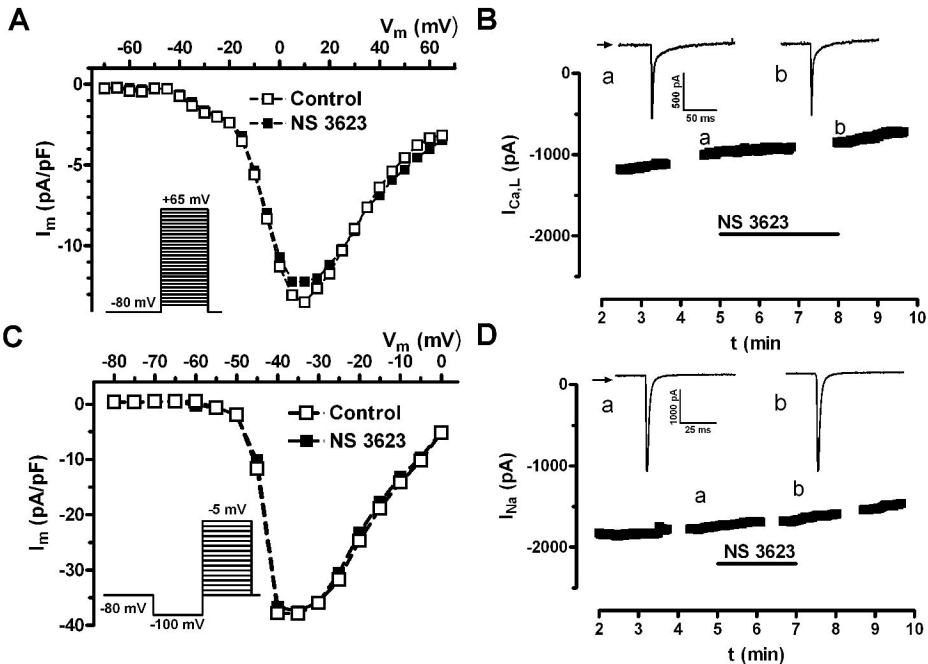 A
Vm (mV)
-60 -40 -20 0 20 40 60
0
-5
-10
Im (pA/pF)
Control
NS 3623
+65 mV
-80 mV
B
a
b
500 pA
50 ms
0
-1000
-2000
ICa,L (pA)
a
b
NS 3623
2 3 4 5 6 7 8 9 10
t (min
C
Vm (mV)
-80 -70 -60 -50 -40 -30 -20 -10 0
0
-10
-20
-30
-40
Im (pA/pF)
Control
NS 3623
-5 mV
-80 mV
-100 mV
D
a
b
1000 pA
25 ms
0
-1000
-2000
INa (pA)
a
b
NS 3623
2 3 4 5 6 7 8 9 10
t (min)